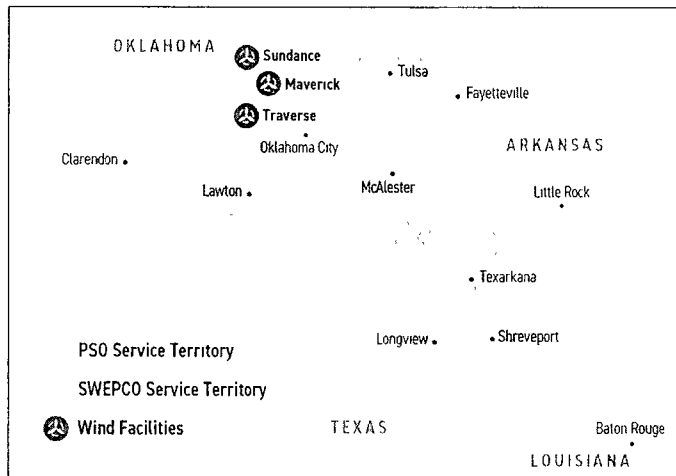 OKLAHOMA
Sundance
Maverick
Tulsa
Fayetteville
Traverse
Oklahoma City
ARKANSAS
Clarendon
Lawton
McAlester
Little Rock
Texarkana
PSO Service Territory
Longview
Shreveport
SWEPCO Service Territory
Wind Facilities
TEXAS
Baton Rouge
LOUISIANA